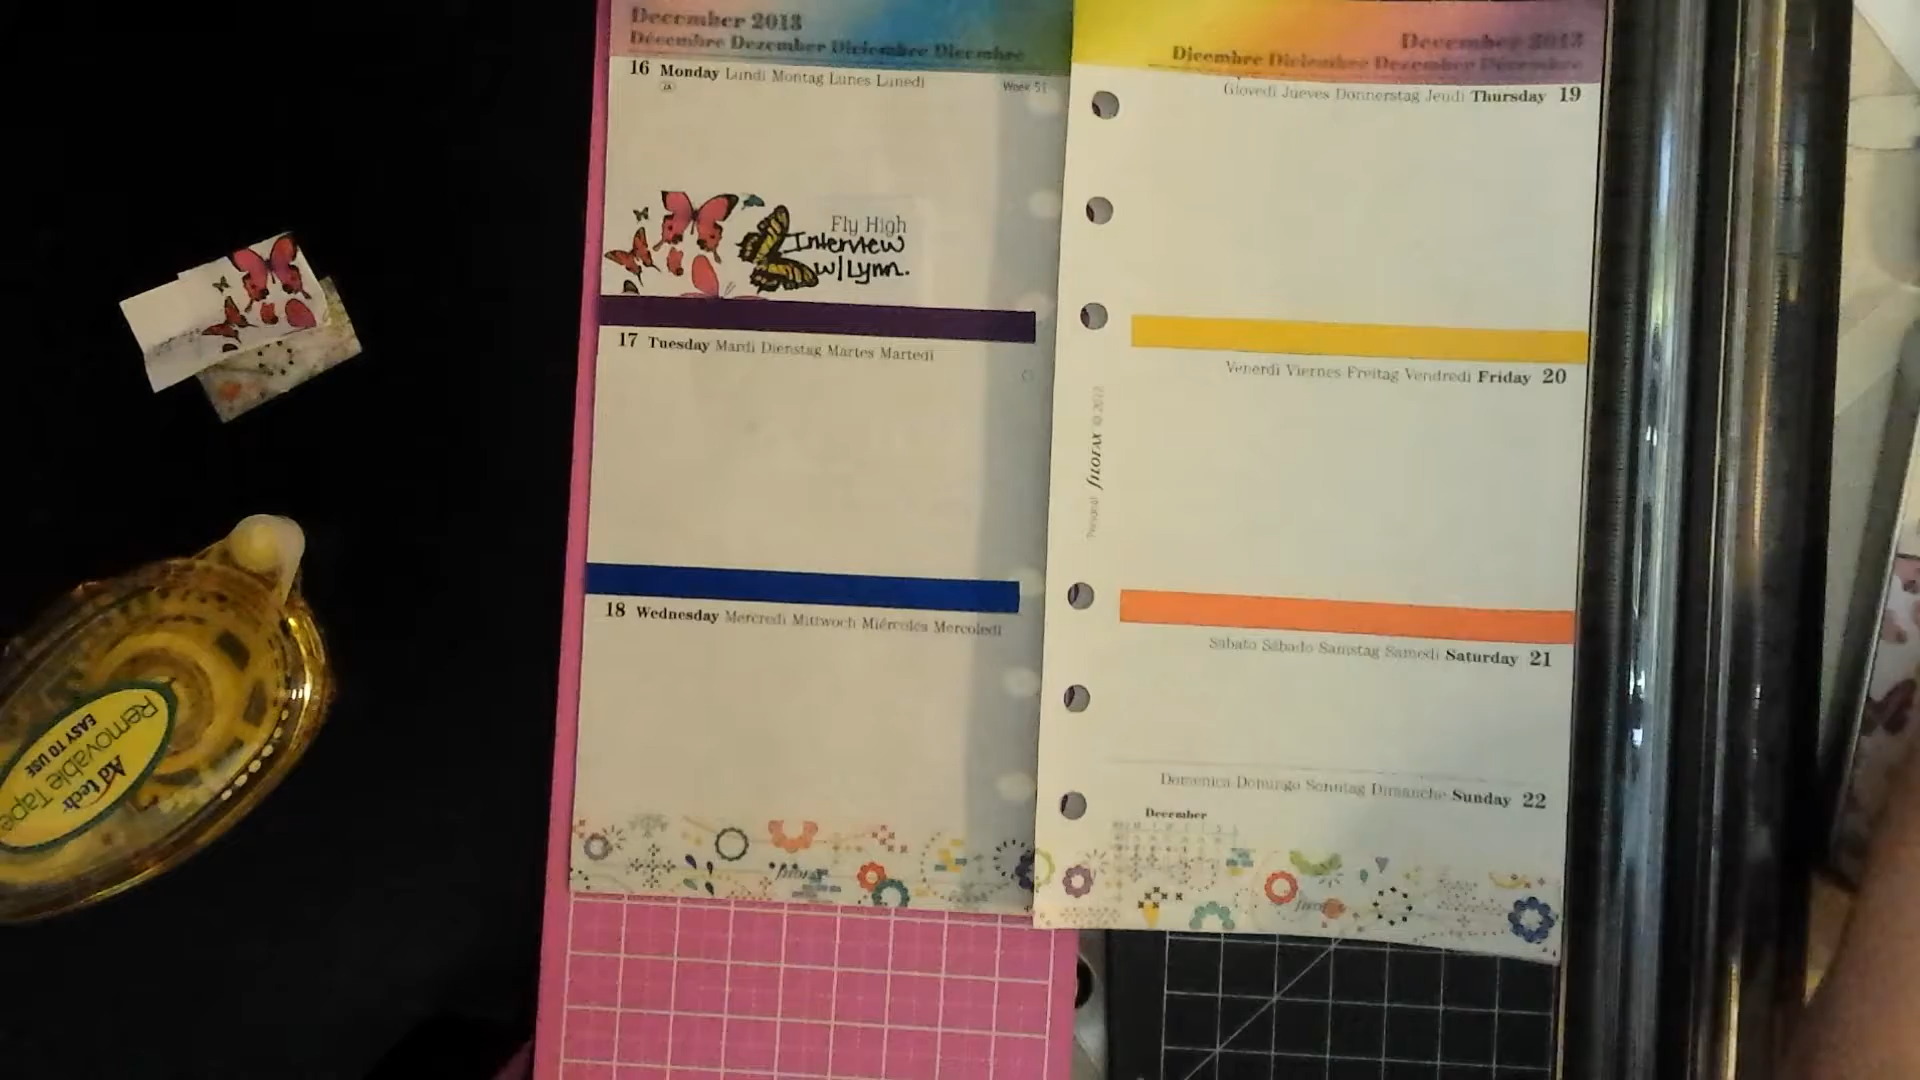 December 2013
Décembre Dezember Diciembre Dicembre
16 Monday Lundi Montag Lunes Lunedì
Week 51
Fly High
Interview
w/Lynn.
17 Tuesday Mardi Dienstag Martes Martedì
18 Wednesday Mercredi Mittwoch Miércoles Mercoledì
filofax
December 2013
Dicembre Diciembre Dezember Décembre
Giovedì Jueves Donnerstag Jeudi Thursday 19
Venerdì Viernes Freitag Vendredi Friday 20
filofax © 2012
Sabato Sábado Samstag Samedi Saturday 21
Domenica Domingo Sonntag Dimanche Sunday 22
December
filofax
Ad tech
Removable Tape
EASY TO USE